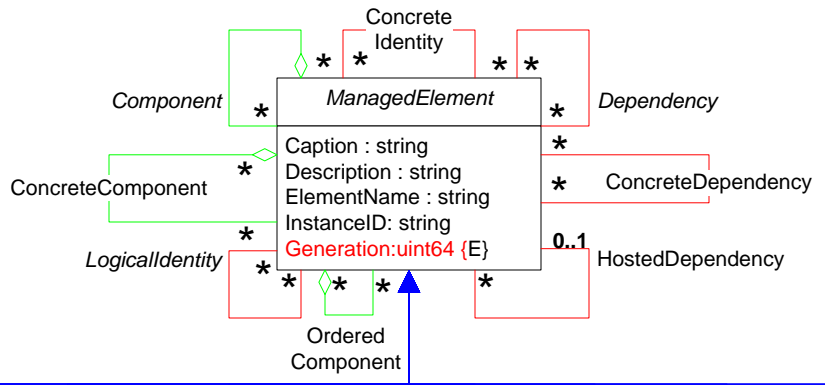 Concrete
Identity
* * * *
Component
ManagedElement
Dependency
* *
Caption : string
*
Description : string
*
ConcreteComponent
ElementName : string
*
ConcreteDependency
InstanceID: string
*
Generation:uint64 {E}
0..1
LogicalIdentity
HostedDependency
* * * * *
Ordered
Component